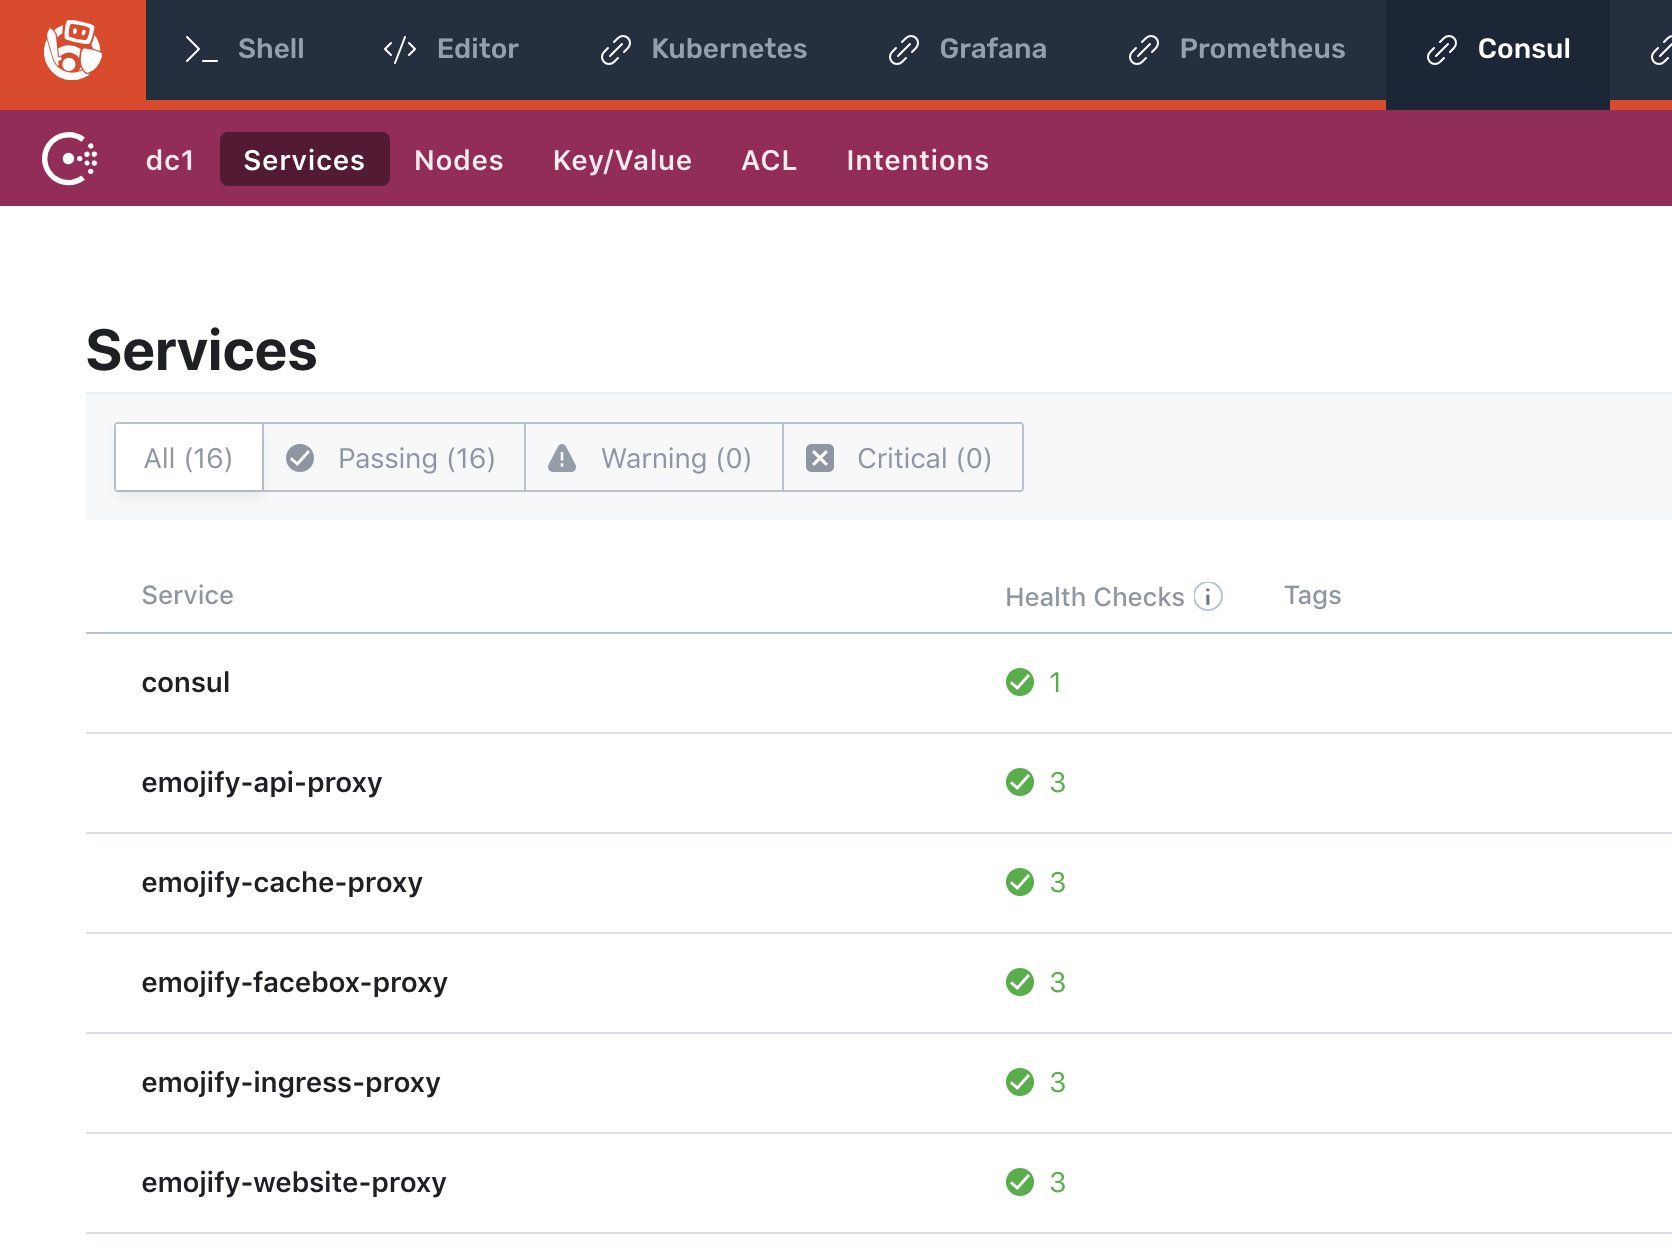 Shell Editor Kubernetes Grafana Prometheus Consul
dc1 Services Nodes Key/Value ACL Intentions
Services
All (16) Passing (16) Warning (0) Critical (0)
Service Health Checks Tags
consul 1
emojify-api-proxy 3
emojify-cache-proxy 3
emojify-facebox-proxy 3
emojify-ingress-proxy 3
emojify-website-proxy 3